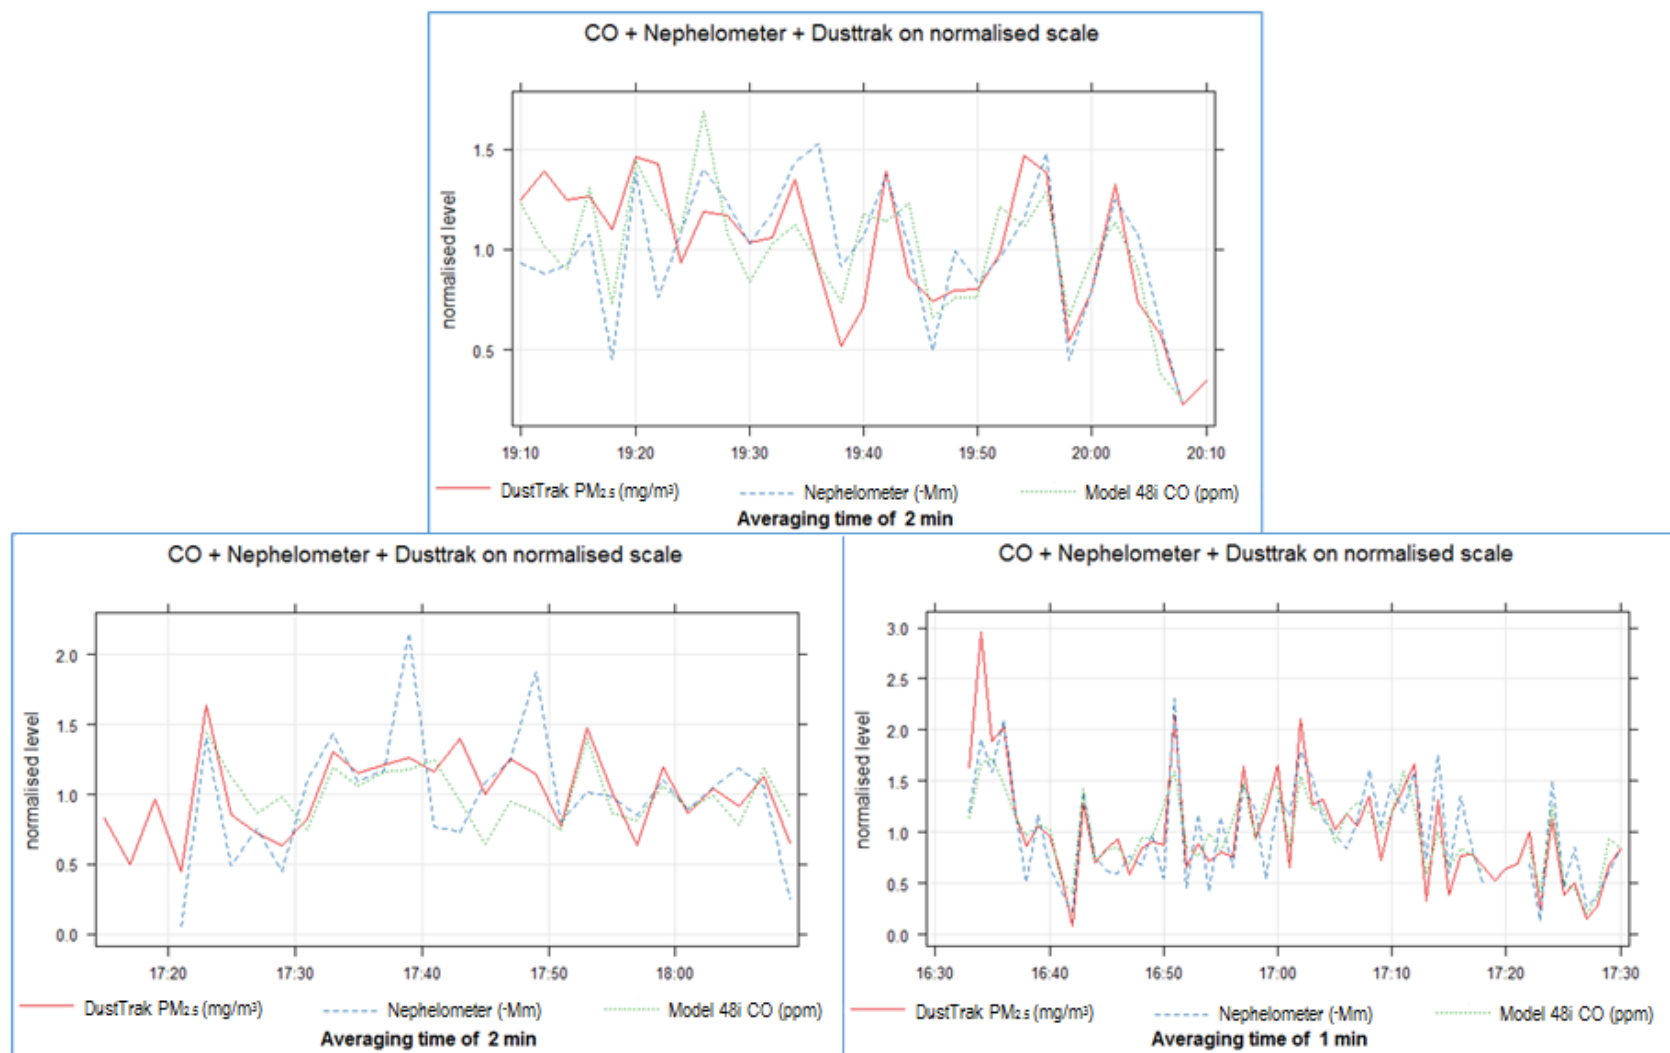 CO + Nephelometer + Dusttrak on normalised scale
normalised level
1.5
1.0
0.5
19:10 19:20 19:30 19:40 19:50 20:00 20:10
DustTrak PM2.5 (mg/m3) Nephelometer (-Mm) Model 48i CO (ppm)
Averaging time of 2 min
CO + Nephelometer + Dusttrak on normalised scale
normalised level
2.0
1.5
1.0
0.5
0.0
17:20 17:30 17:40 17:50 18:00
DustTrak PM2.5 (mg/m3) Nephelometer (-Mm) Model 48i CO (ppm)
Averaging time of 2 min
CO + Nephelometer + Dusttrak on normalised scale
normalised level
3.0
2.5
2.0
1.5
1.0
0.5
0.0
16:30 16:40 16:50 17:00 17:10 17:20 17:30
DustTrak PM2.5 (mg/m3) Nephelometer (-Mm) Model 48i CO (ppm)
Averaging time of 1 min